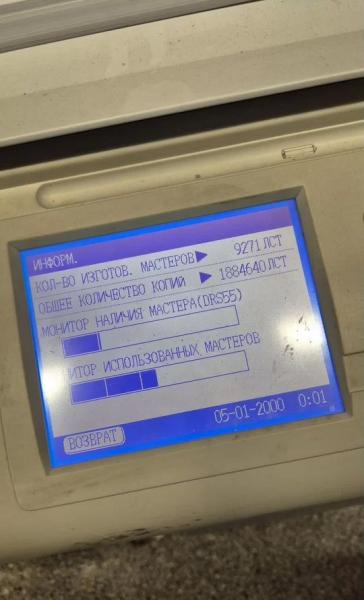 ИНФОРМ.
КОЛ-ВО ИЗГОТОВ. МАСТЕРОВ▶ 9271 ЛСТ
ОБЩЕЕ КОЛИЧЕСТВО КОПИЙ ▶ 1884640 ЛСТ
МОНИТОР НАЛИЧИЯ МАСТЕРА(DRS55)
ИТОР ИСПОЛЬЗОВАННЫХ МАСТЕРОВ
ВОЗВРАТ 05-01-2000 0:01